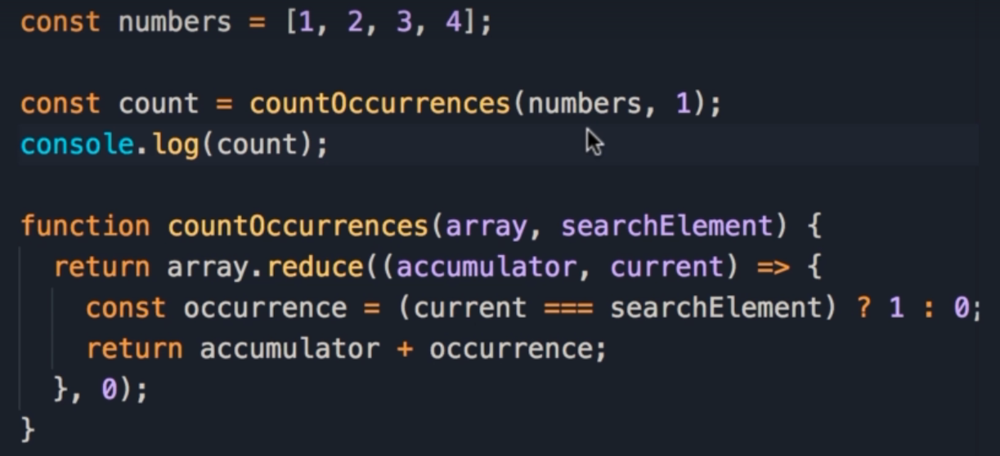 const numbers = [1, 2, 3, 4];
const count = countOccurrences(numbers, 1);
console.log(count);
function countOccurrences(array, searchElement) {
return array.reduce((accumulator, current) => {
const occurrence = (current === searchElement) ? 1 : 0;
return accumulator + occurrence;
}, 0);
}